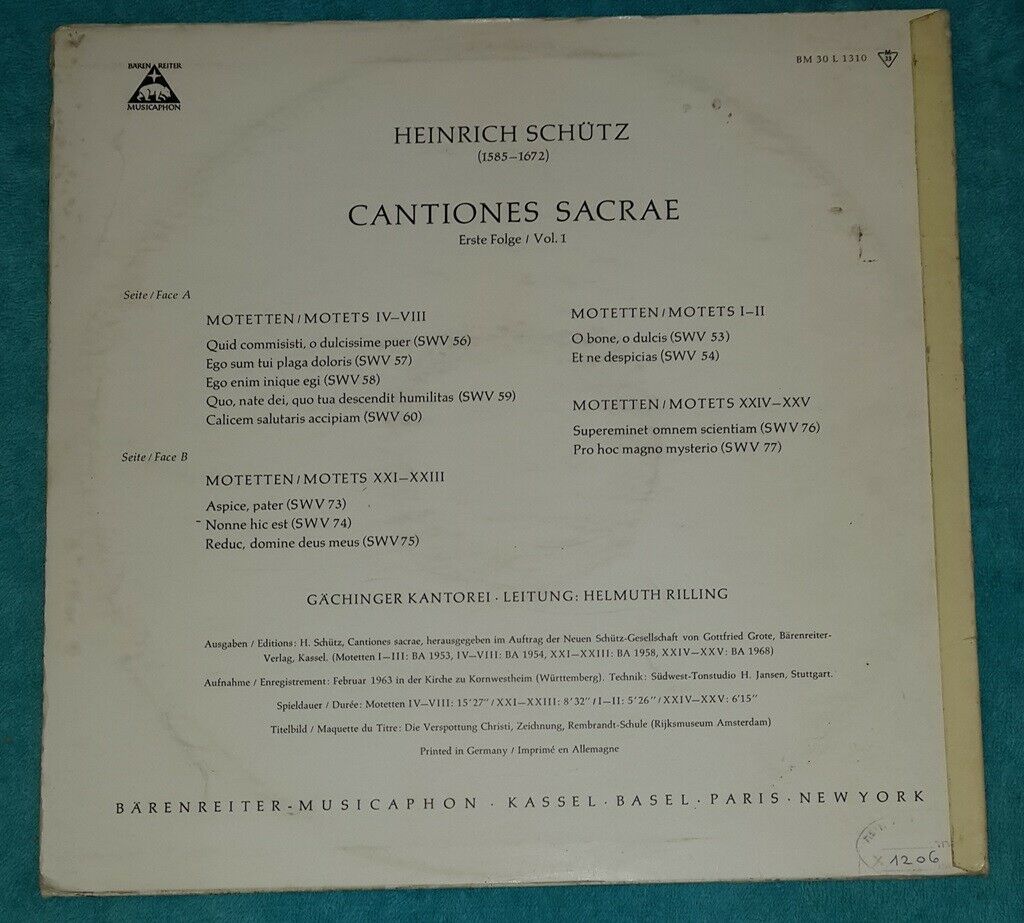 BÄREN REITER
MUSICAPHON
BM 30 L 1310
M
33
HEINRICH SCHÜTZ
(1585–1672)
CANTIONES SACRAE
Erste Folge / Vol. 1
Seite / Face A
MOTETTEN / MOTETS IV–VIII
Quid commisisti, o dulcissime puer (SWV 56)
Ego sum tui plaga doloris (SWV 57)
Ego enim inique egi (SWV 58)
Quo, nate dei, quo tua descendit humilitas (SWV 59)
Calicem salutaris accipiam (SWV 60)
Seite / Face B
MOTETTEN / MOTETS XXI–XXIII
Aspice, pater (SWV 73)
Nonne hic est (SWV 74)
Reduc, domine deus meus (SWV 75)
MOTETTEN / MOTETS I–II
O bone, o dulcis (SWV 53)
Et ne despicias (SWV 54)
MOTETTEN / MOTETS XXIV–XXV
Supereminet omnem scientiam (SWV 76)
Pro hoc magno mysterio (SWV 77)
GÄCHINGER KANTOREI · LEITUNG: HELMUTH RILLING
Ausgaben / Editions: H. Schütz, Cantiones sacrae, herausgegeben im Auftrag der Neuen Schütz-Gesellschaft von Gottfried Grote, Bärenreiter-
Verlag, Kassel. (Motetten I–III: BA 1953, IV–VIII: BA 1954, XXI–XXIII: BA 1958, XXIV–XXV: BA 1968)
Aufnahme / Enregistrement: Februar 1963 in der Kirche zu Kornwestheim (Württemberg). Technik: Südwest-Tonstudio H. Jansen, Stuttgart.
Spieldauer / Durée: Motetten IV–VIII: 15'27'' / XXI–XXIII: 8'32'' / I–II: 5'26'' / XXIV–XXV: 6'15''
Titelbild / Maquette du Titre: Die Verspottung Christi, Zeichnung, Rembrandt-Schule (Rijksmuseum Amsterdam)
Printed in Germany / Imprimé en Allemagne
BÄRENREITER-MUSICAPHON · KASSEL · BASEL · PARIS · NEW YORK
X 1206